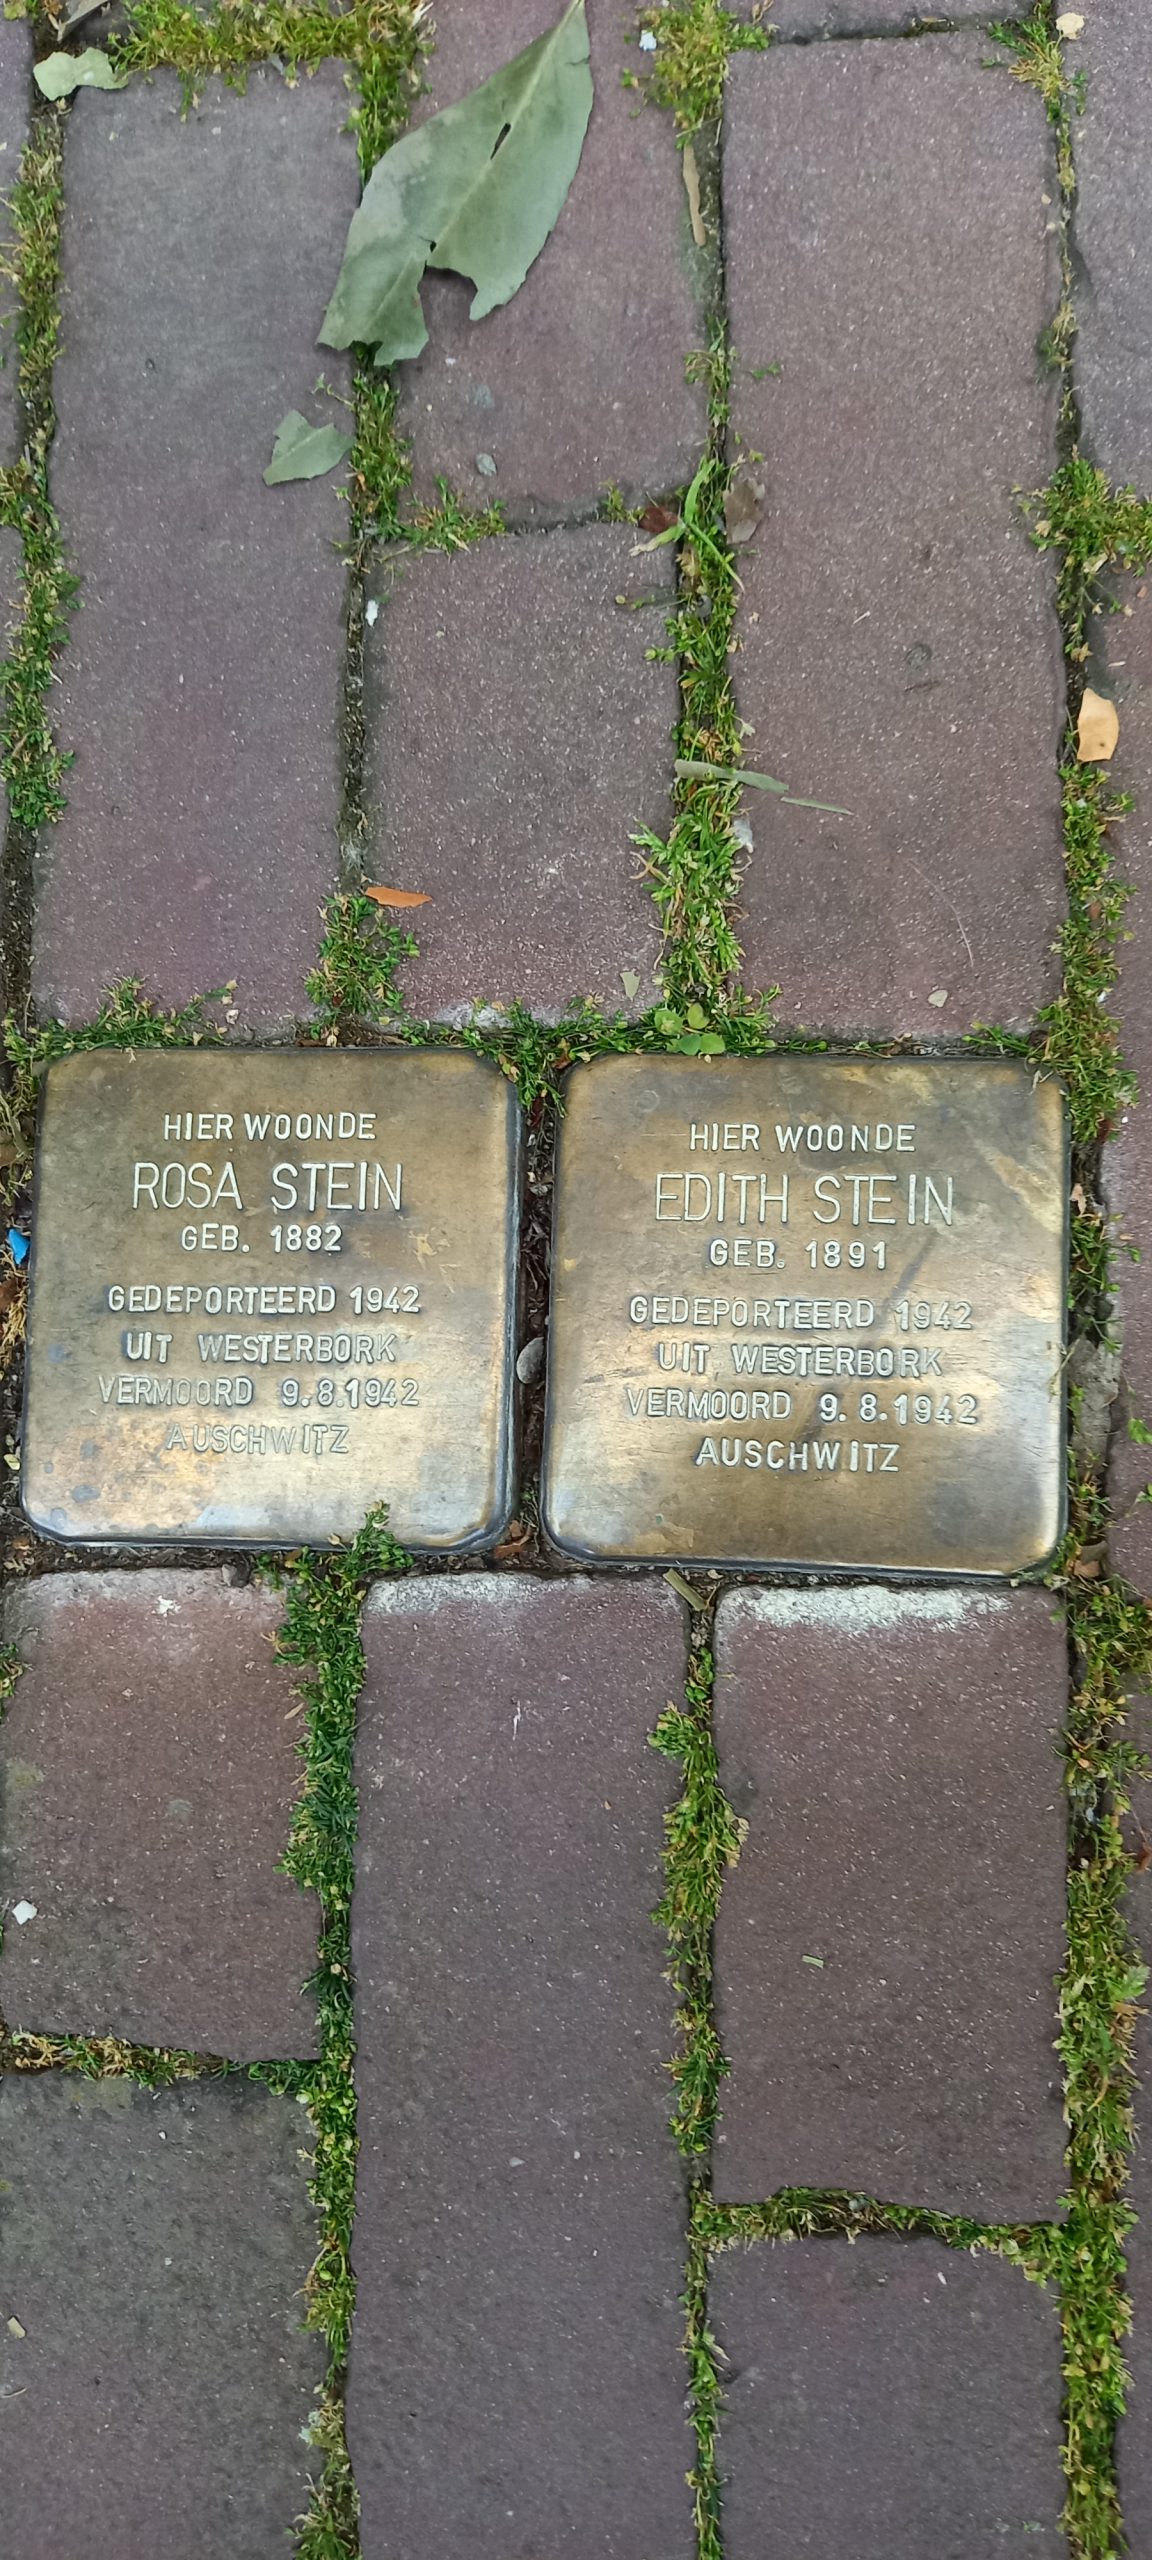 HIER WOONDE
ROSA STEIN
GEB. 1882
GEDEPORTEERD 1942
UIT WESTERBORK
VERMOORD 9.8.1942
AUSCHWITZ
HIER WOONDE
EDITH STEIN
GEB. 1891
GEDEPORTEERD 1942
UIT WESTERBORK
VERMOORD 9.8.1942
AUSCHWITZ